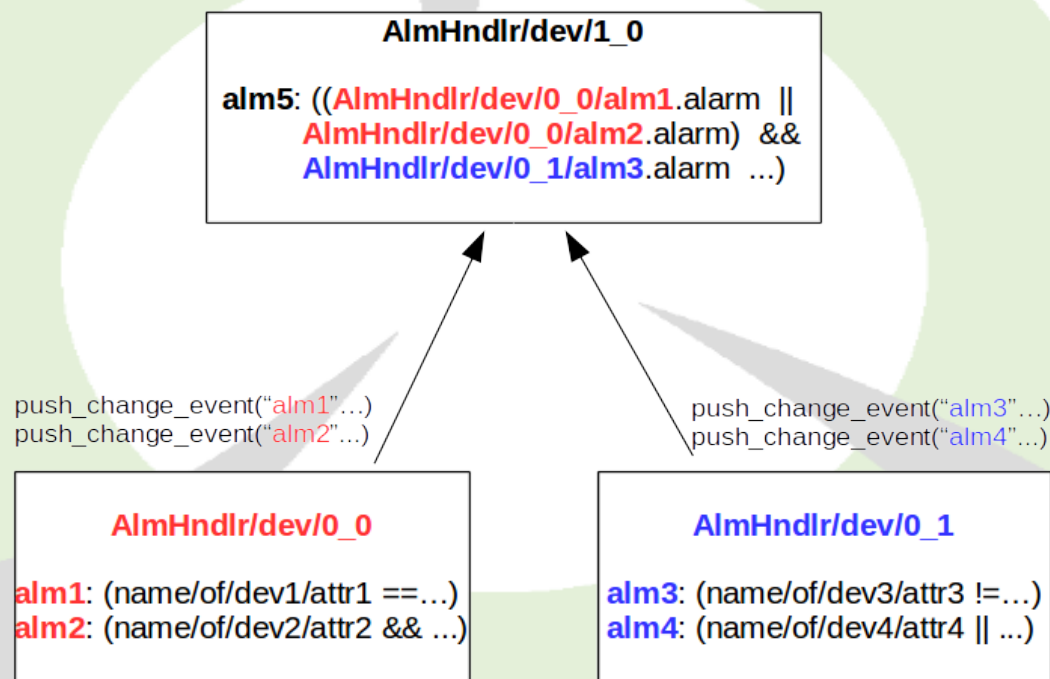 AlmHndlr/dev/1_0
alm5: ((AlmHndlr/dev/0_0/alm1.alarm ||
AlmHndlr/dev/0_0/alm2.alarm) &&
AlmHndlr/dev/0_1/alm3.alarm ...)
push_change_event(“alm1”...)
push_change_event(“alm2”...)
push_change_event(“alm3”...)
push_change_event(“alm4”...)
AlmHndlr/dev/0_0
alm1: (name/of/dev1/attr1 ==...)
alm2: (name/of/dev2/attr2 && ...)
AlmHndlr/dev/0_1
alm3: (name/of/dev3/attr3 !=...)
alm4: (name/of/dev4/attr4 || ...)